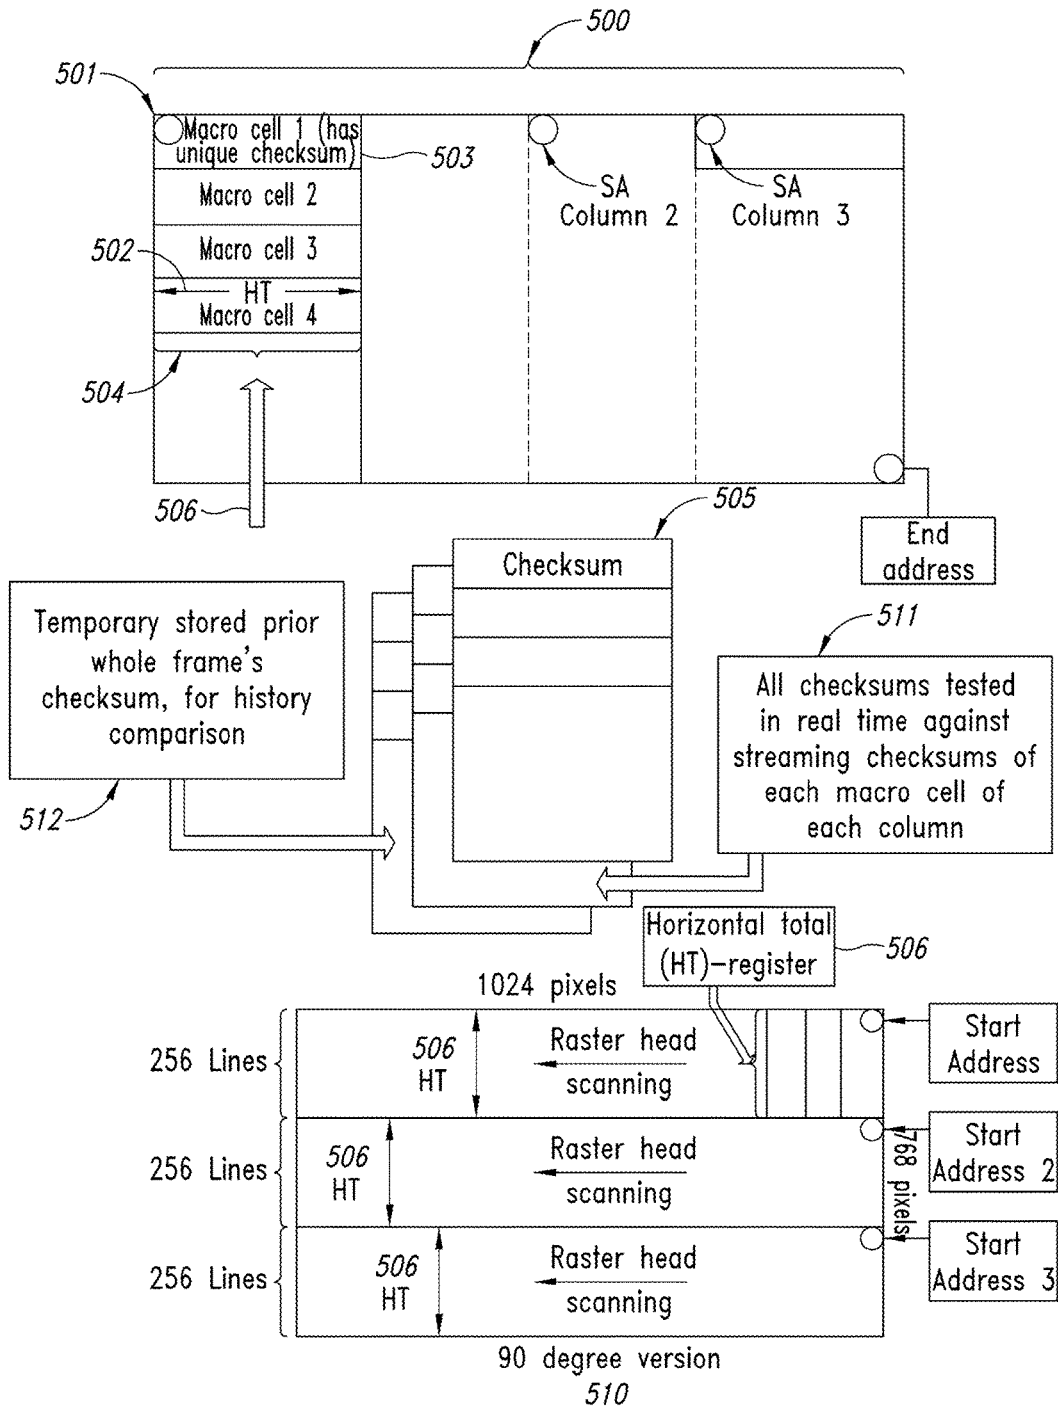 500
501
Macro cell 1 (has
unique checksum)
503
SA
Column 2
SA
Column 3
Macro cell 2
502
Macro cell 3
HT
Macro cell 4
504
506
505
End
address
Checksum
Temporary stored prior
whole frame's
checksum, for history
comparison
512
511
All checksums tested
in real time against
streaming checksums of
each macro cell of
each column
Horizontal total
(HT)-register
506
1024 pixels
256 Lines
506
HT
Raster head
scanning
Start
Address
256 Lines
506
HT
Raster head
scanning
768 pixels
Start
Address 2
256 Lines
506
HT
Raster head
scanning
Start
Address 3
90 degree version
510